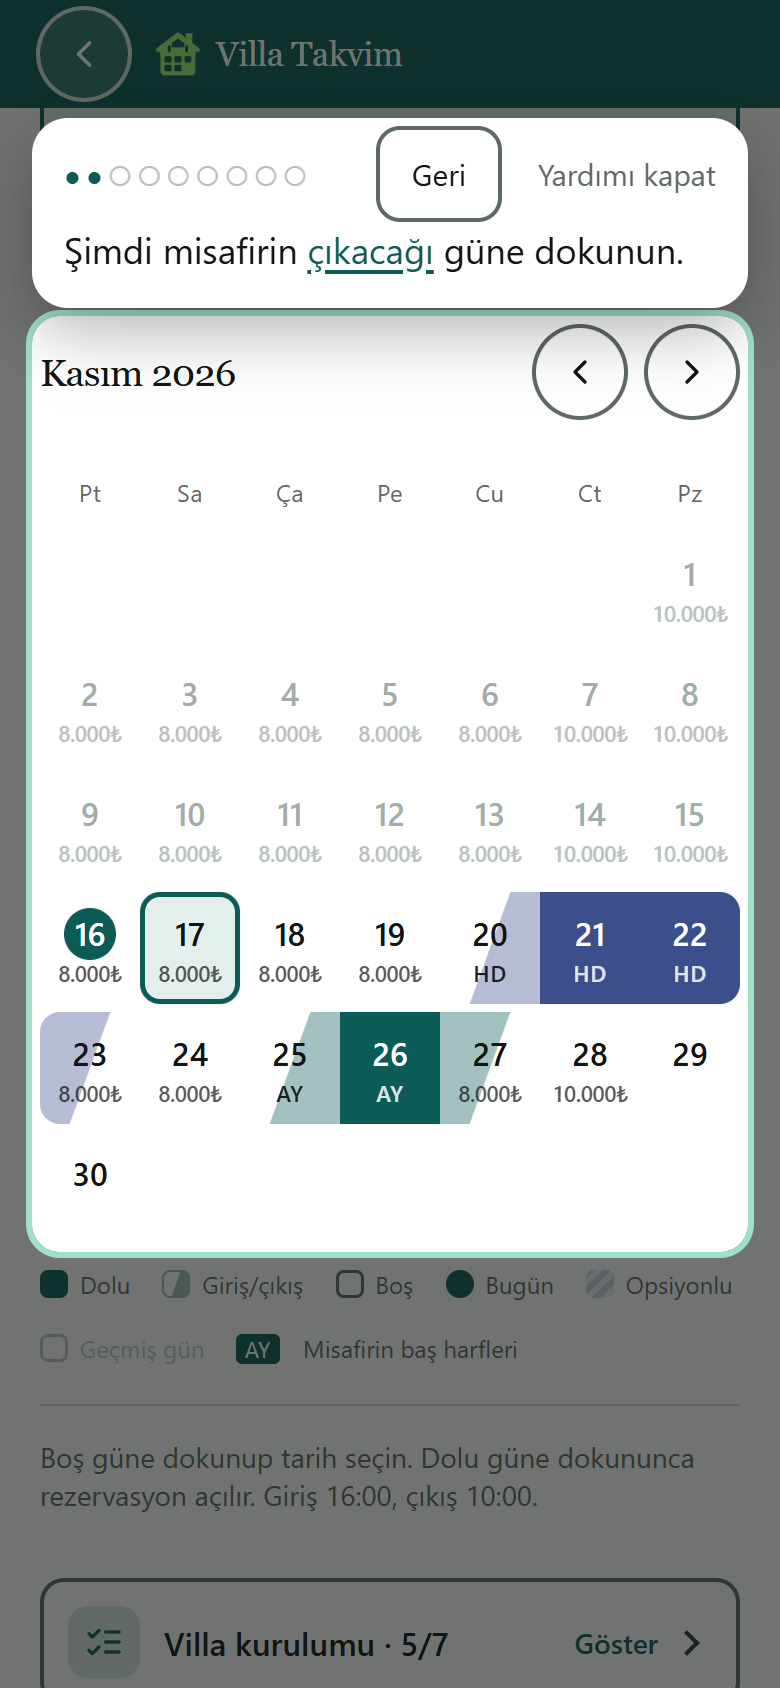 Villa Takvim
Geri
Yardımı kapat
Şimdi misafirin çıkacağı güne dokunun.
Kasım 2026
Pt Sa Ça Pe Cu Ct Pz
1
10.000₺
2 3 4 5 6 7 8
8.000₺ 8.000₺ 8.000₺ 8.000₺ 8.000₺ 10.000₺ 10.000₺
9 10 11 12 13 14 15
8.000₺ 8.000₺ 8.000₺ 8.000₺ 8.000₺ 10.000₺ 10.000₺
16 17 18 19 20 21 22
8.000₺ 8.000₺ 8.000₺ 8.000₺ HD HD HD
23 24 25 26 27 28 29
8.000₺ 8.000₺ AY AY 8.000₺ 10.000₺
30
Dolu Giriş/çıkış Boş Bugün Opsiyonlu
Geçmiş gün AY Misafirin baş harfleri
Boş güne dokunup tarih seçin. Dolu güne dokununca
rezervasyon açılır. Giriş 16:00, çıkış 10:00.
Villa kurulumu · 5/7 Göster